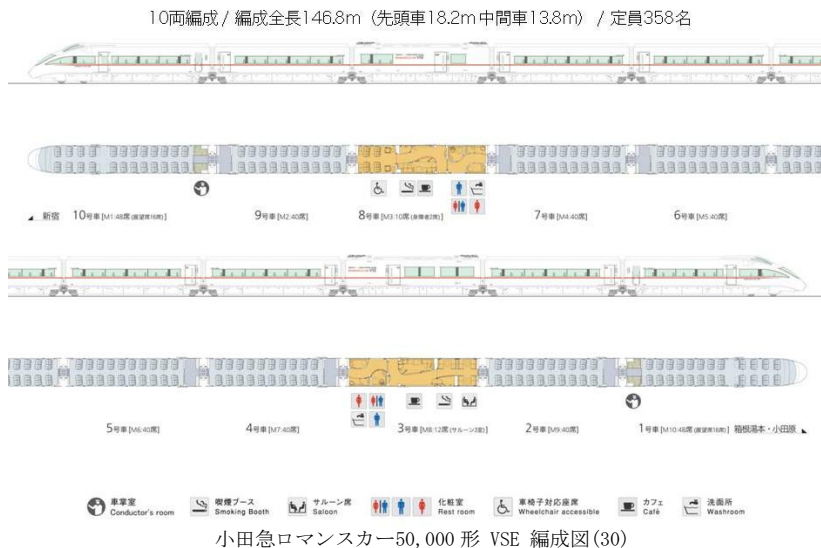 10両編成 / 編成全長146.8m（先頭車18.2m 中間車13.8m） / 定員358名
新宿 10号車 [M1:48席 (展望席16席)] 9号車 [M2:40席] 8号車 [M3:10席 (身障者2席)] 7号車 [M4:40席] 6号車 [M5:40席]
5号車 [M6:40席] 4号車 [M7:40席] 3号車 [M8:12席 (サルーン3室)] 2号車 [M9:40席] 1号車 [M10:48席 (展望席16席)] 箱根湯本・小田原
車掌室 喫煙ブース サルーン席 化粧室 車椅子対応座席 カフェ 洗面所
Conductor's room Smoking Booth Saloon Rest room Wheelchair accessible Café Washroom
小田急ロマンスカー50,000 形 VSE 編成図(30)